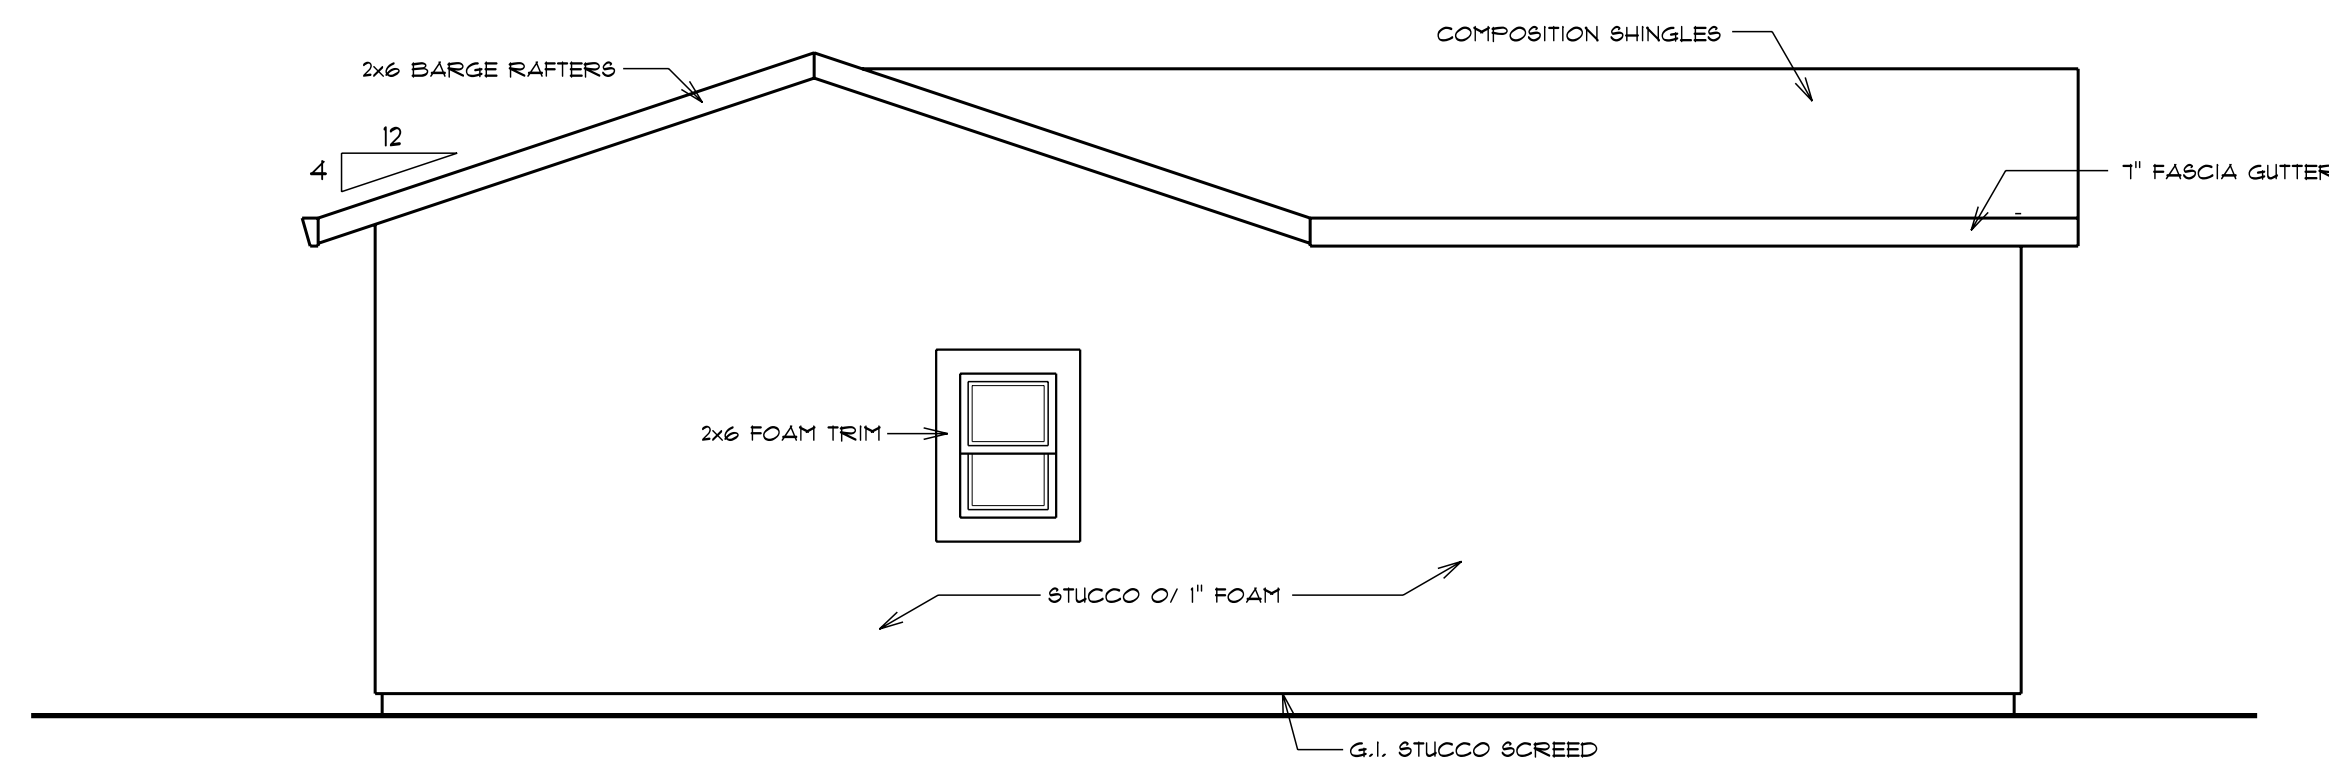 COMPOSITION SHINGLES
2x6 BARGE RAFTERS
12
4
7" FASCIA GUTTER
2x6 FOAM TRIM
STUCCO O/ 1" FOAM
G.I. STUCCO SCREED